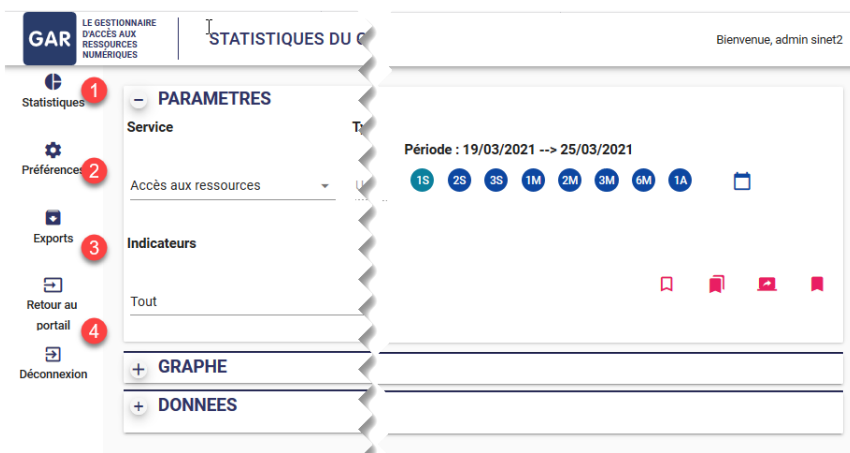 GAR
LE GESTIONNAIRE
D'ACCÈS AUX
RESSOURCES
NUMÉRIQUES
STATISTIQUES DU
Bienvenue, admin sinet2
Statistiques
1
Préférences
2
Exports
3
Retour au
portail
4
Déconnexion
PARAMETRES
Service
Période : 19/03/2021 --> 25/03/2021
Accès aux ressources
1S 2S 3S 1M 2M 3M 6M 1A
Indicateurs
Tout
GRAPHE
DONNEES